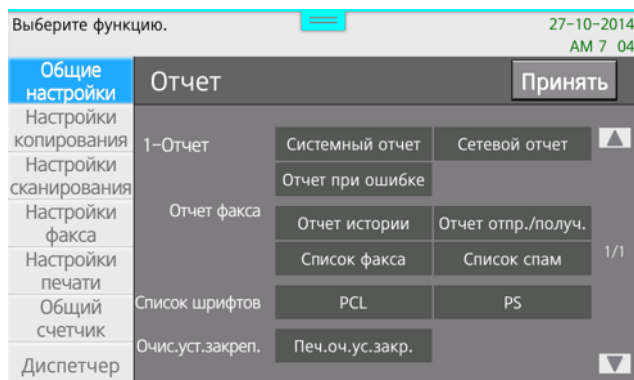 Выберите функцию.
27-10-2014
AM 7 04
Общие
настройки
Отчет
Принять
Настройки
копирования
1-Отчет
Системный отчет
Сетевой отчет
Настройки
сканирования
Отчет при ошибке
Настройки
факса
Отчет факса
Отчет истории
Отчет отпр./получ.
Настройки
печати
Список факса
Список спам
1/1
Общий
счетчик
Список шрифтов
PCL
PS
Диспетчер
Очис.уст.закреп.
Печ.оч.ус.закр.